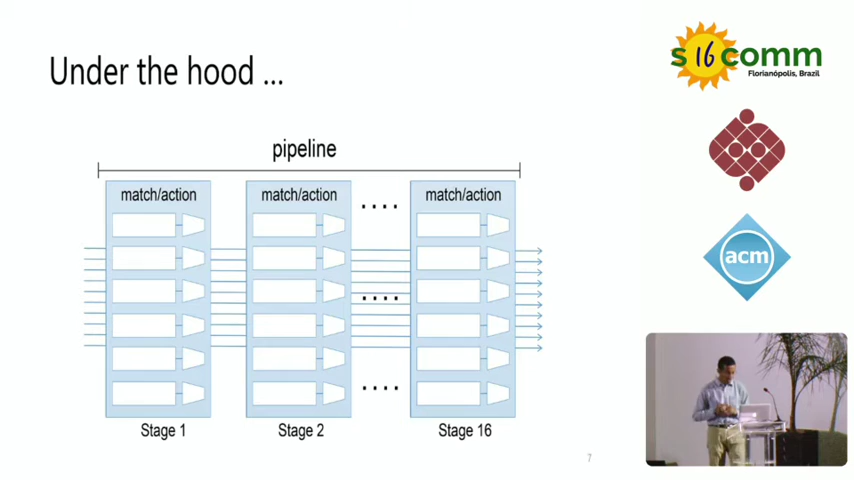 Under the hood ...
s16comm
Florianópolis, Brazil
pipeline
match/action
match/action
match/action
....
....
....
Stage 1
Stage 2
Stage 16
acm
7